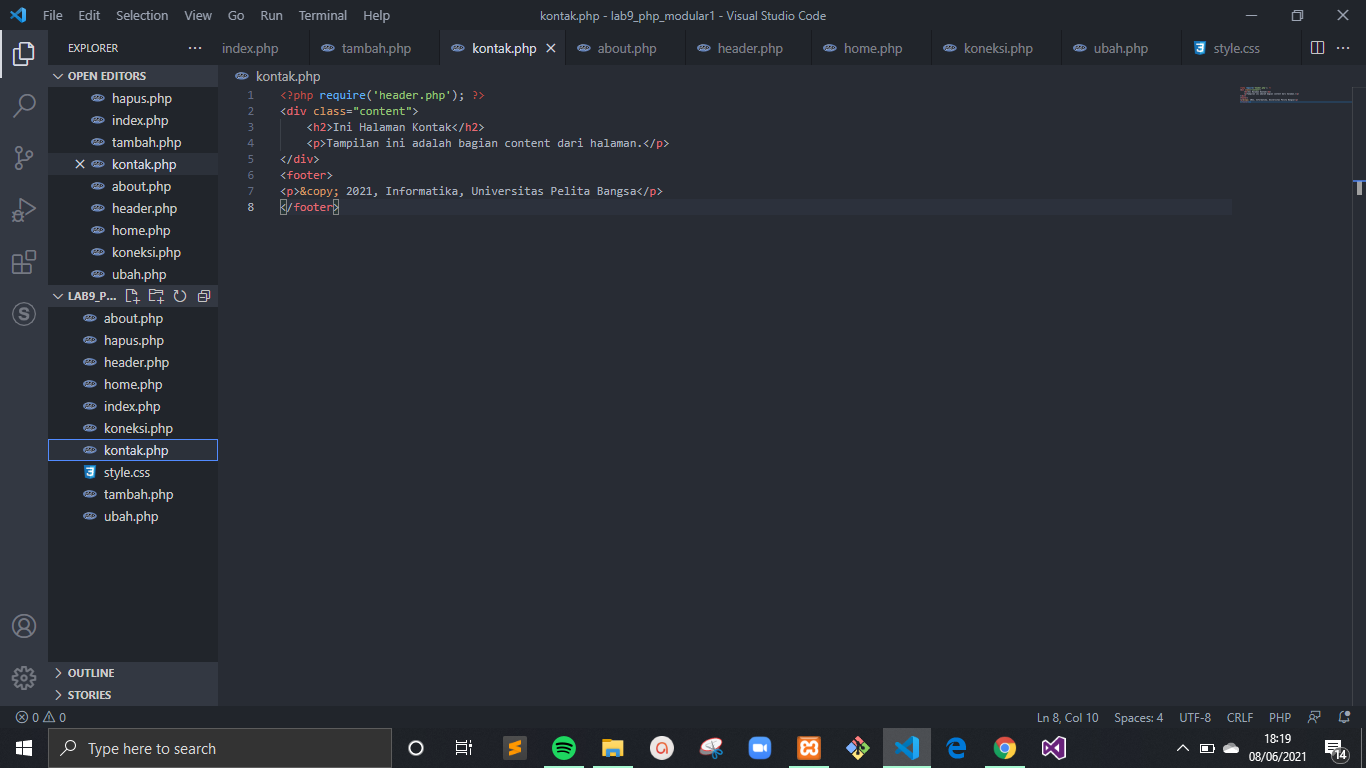 File Edit Selection View Go Run Terminal Help
kontak.php - lab9_php_modular1 - Visual Studio Code
EXPLORER
index.php
tambah.php
kontak.php
about.php
header.php
home.php
koneksi.php
ubah.php
style.css
OPEN EDITORS
hapus.php
index.php
tambah.php
kontak.php
about.php
header.php
home.php
koneksi.php
ubah.php
LAB9_P...
about.php
hapus.php
header.php
home.php
index.php
koneksi.php
kontak.php
style.css
tambah.php
ubah.php
OUTLINE
STORIES
kontak.php
1 <?php require('header.php'); ?>
2 <div class="content">
3 <h2>Ini Halaman Kontak</h2>
4 <p>Tampilan ini adalah bagian content dari halaman.</p>
5 </div>
6 <footer>
7 <p>&copy; 2021, Informatika, Universitas Pelita Bangsa</p>
8 </footer>
0 0
Ln 8, Col 10 Spaces: 4 UTF-8 CRLF PHP
Type here to search
18:19
08/06/2021
14